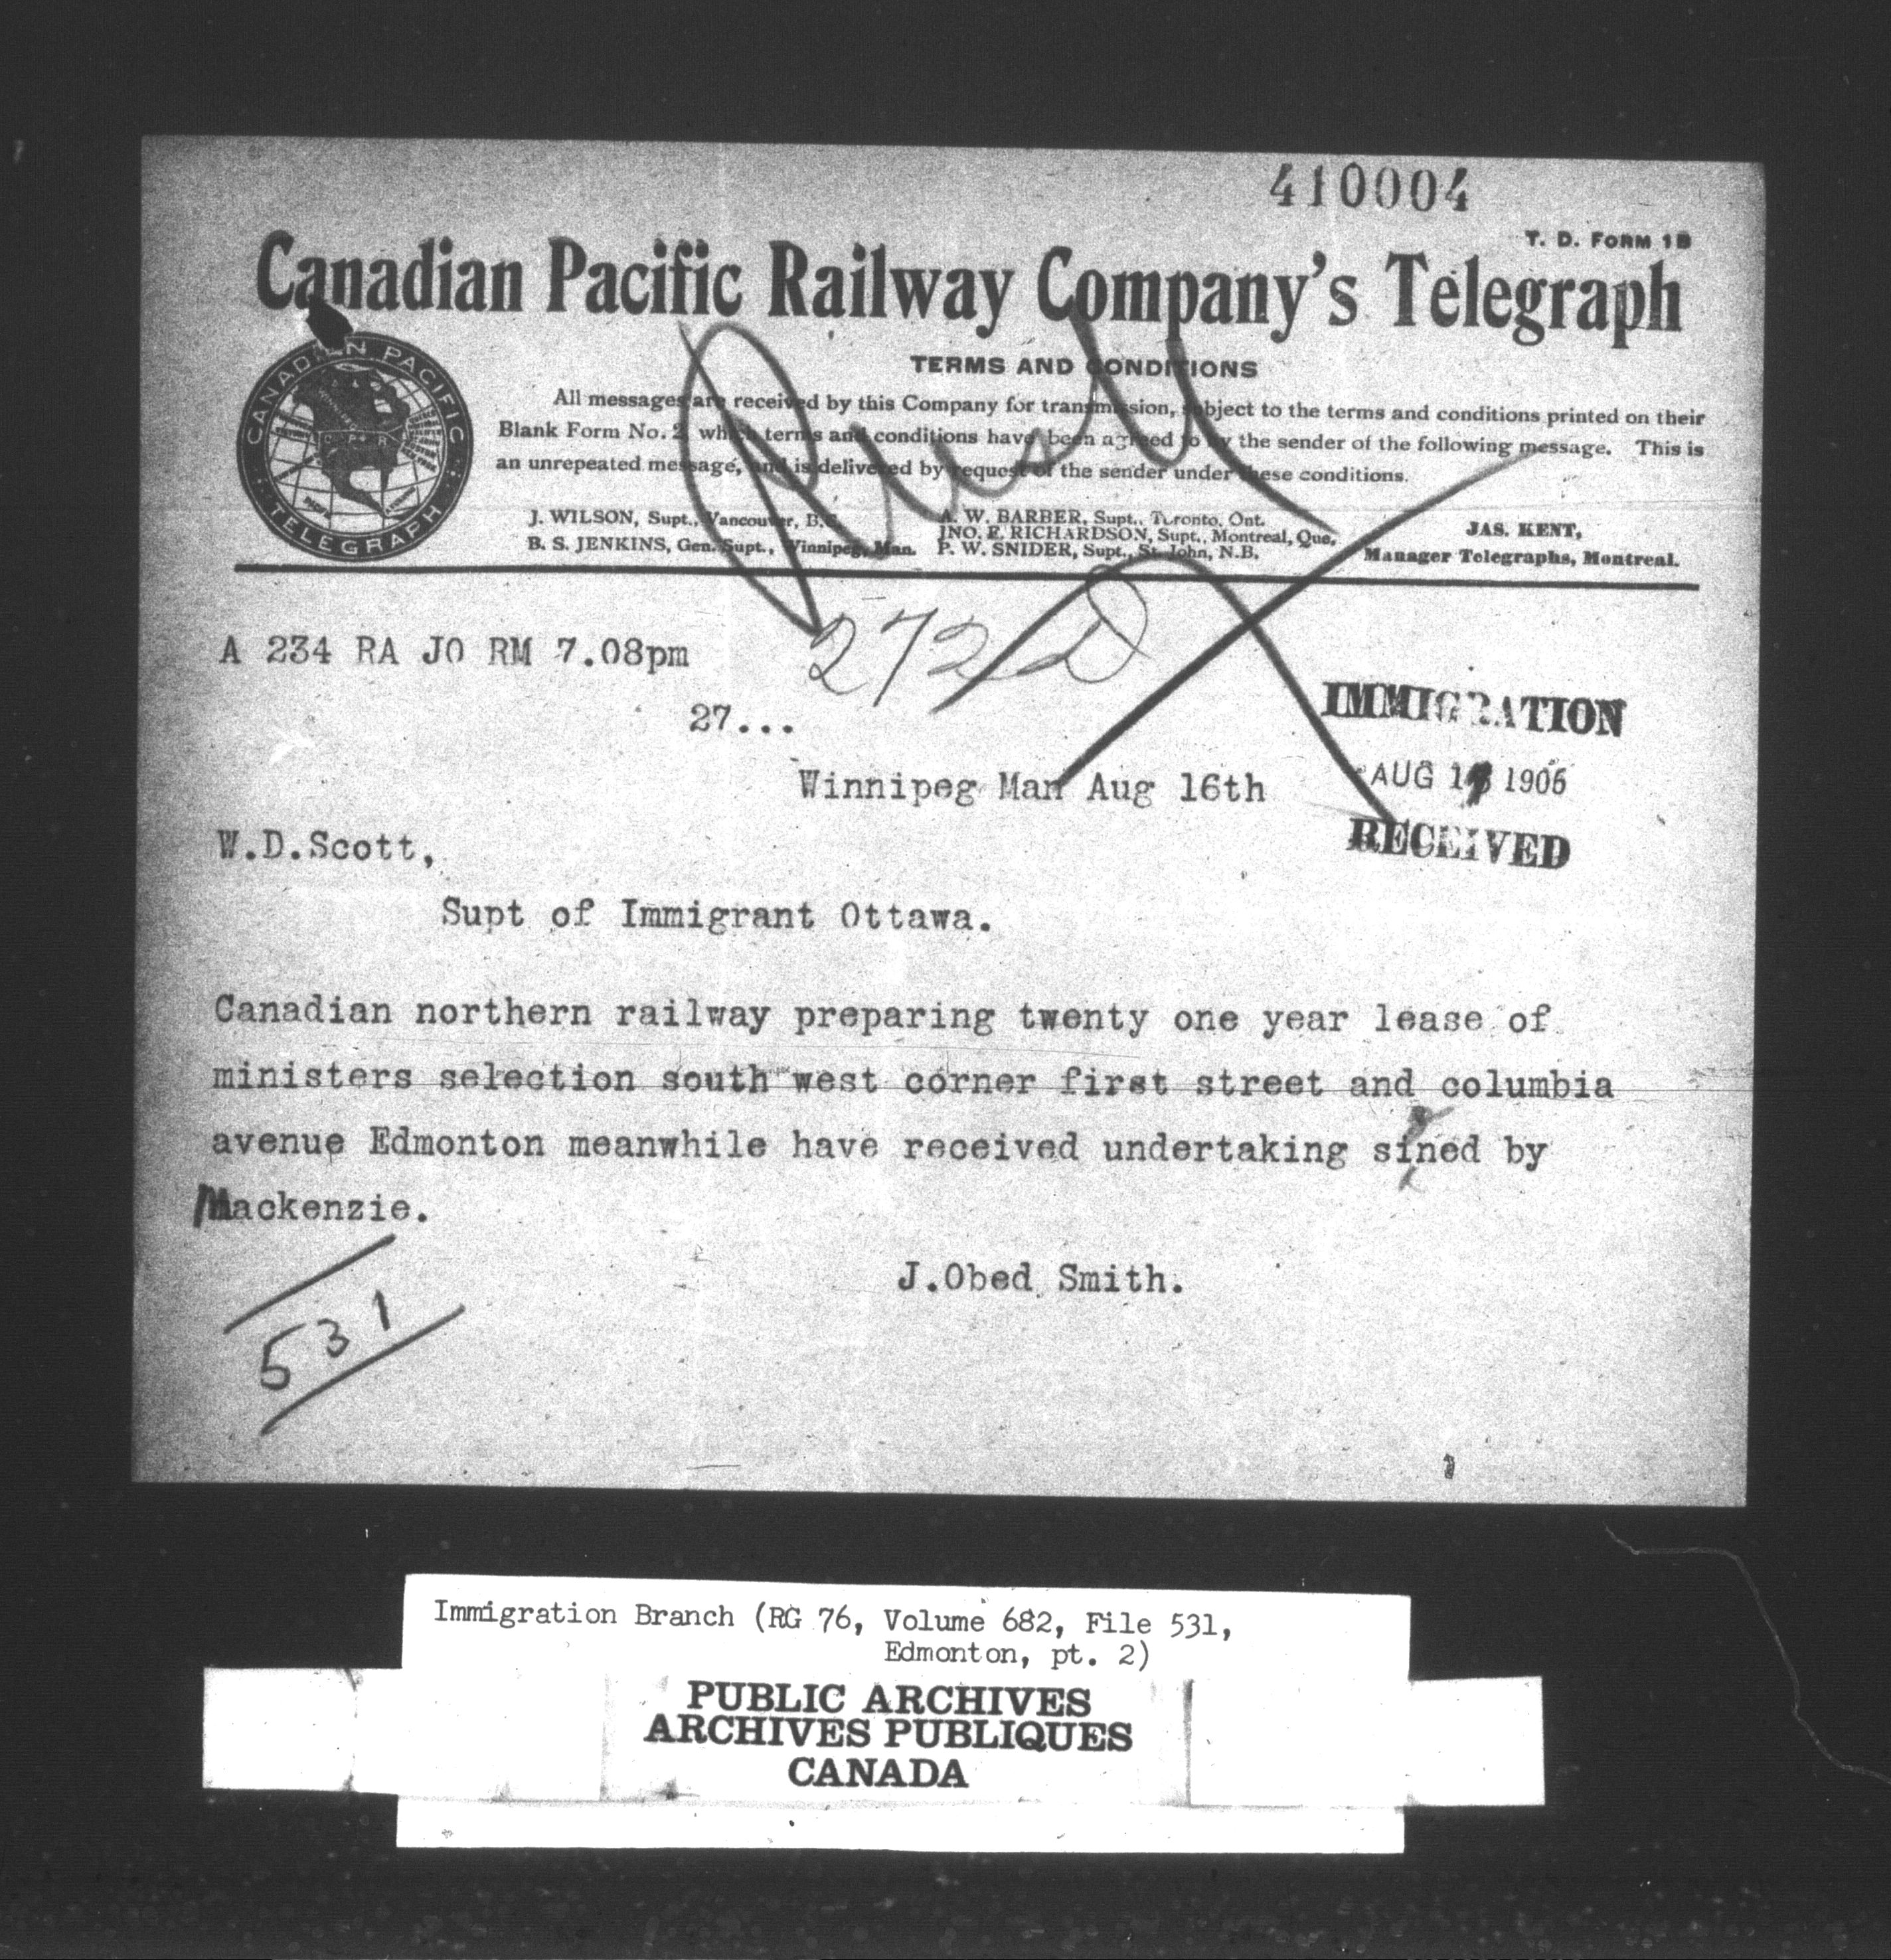 410004
T. D. FORM 1B
Canadian Pacific Railway Company's Telegraph
CANADIAN PACIFIC
TELEGRAPH
TERMS AND CONDITIONS
All messages are received by this Company for transmission, subject to the terms and conditions printed on their
Blank Form No. 2, which terms and conditions have been agreed to by the sender of the following message. This is
an unrepeated message, and is delivered by request of the sender under these conditions.
J. WILSON, Supt., Vancouver, B.C.
B. S. JENKINS, Gen. Supt., Winnipeg, Man.
A. W. BARBER, Supt., Toronto, Ont.
JNO. F. RICHARDSON, Supt., Montreal, Que.
P. W. SNIDER, Supt., St. John, N.B.
JAS. KENT,
Manager Telegraphs, Montreal.
A 234 RA JO RM 7.08pm
272
27...
IMMIGRATION
AUG 1 1906
RECEIVED
Winnipeg Man Aug 16th
W.D.Scott,
Supt of Immigrant Ottawa.
Canadian northern railway preparing twenty one year lease of
ministers selection south west corner first street and columbia
avenue Edmonton meanwhile have received undertaking sined by
Mackenzie.
J.Obed Smith.
531
Immigration Branch (RG 76, Volume 682, File 531,
Edmonton, pt. 2)
PUBLIC ARCHIVES
ARCHIVES PUBLIQUES
CANADA